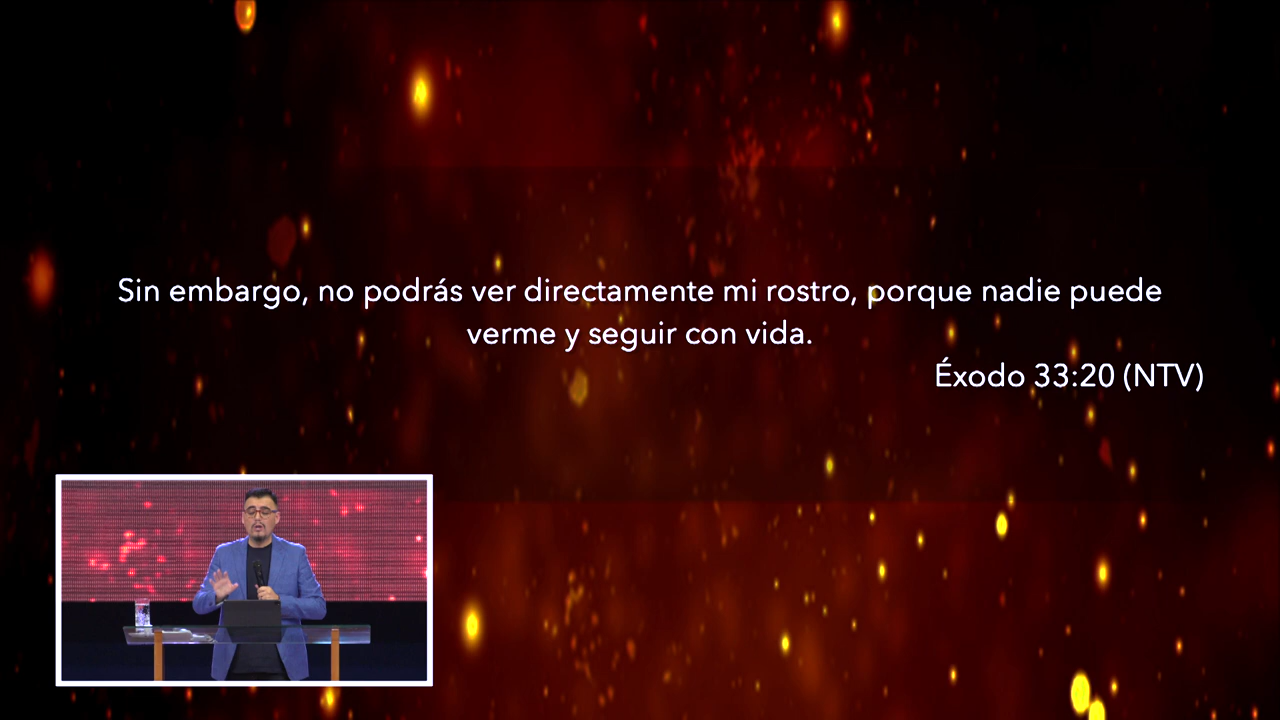 Sin embargo, no podrás ver directamente mi rostro, porque nadie puede
verme y seguir con vida.
Éxodo 33:20 (NTV)